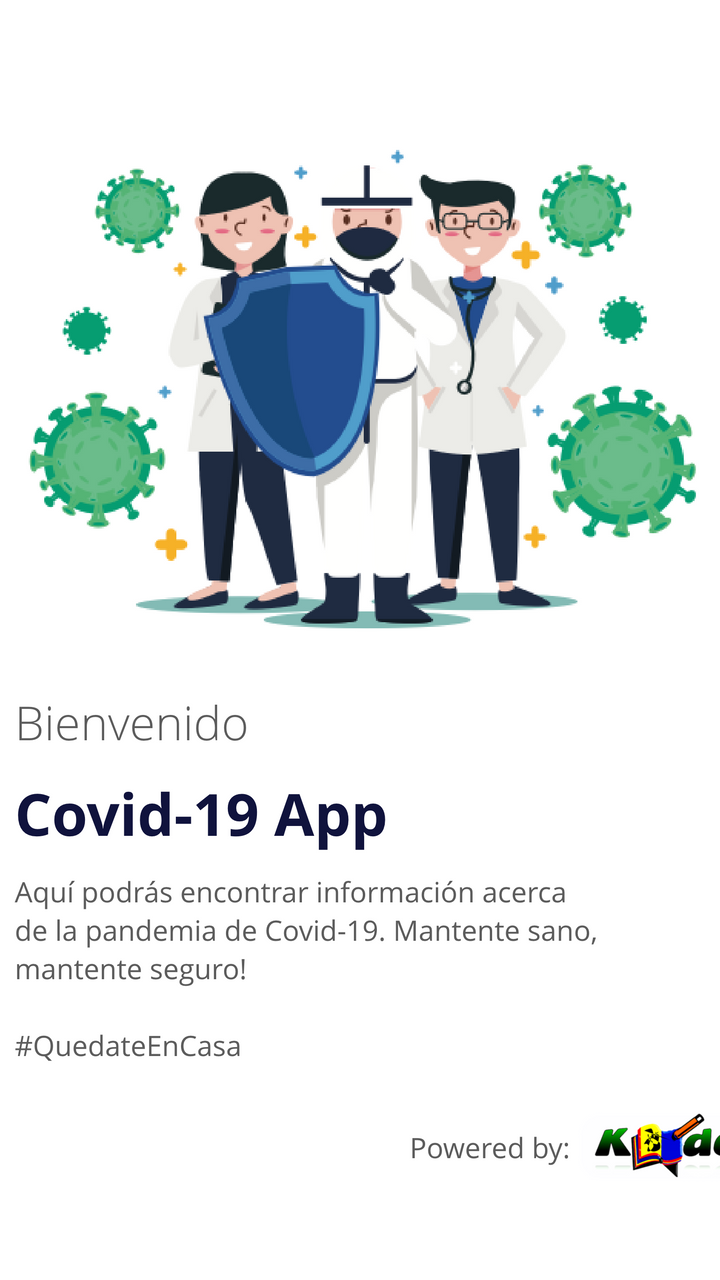 Bienvenido
Covid-19 App
Aquí podrás encontrar información acerca
de la pandemia de Covid-19. Mantente sano,
mantente seguro!
#QuedateEnCasa
Powered by: